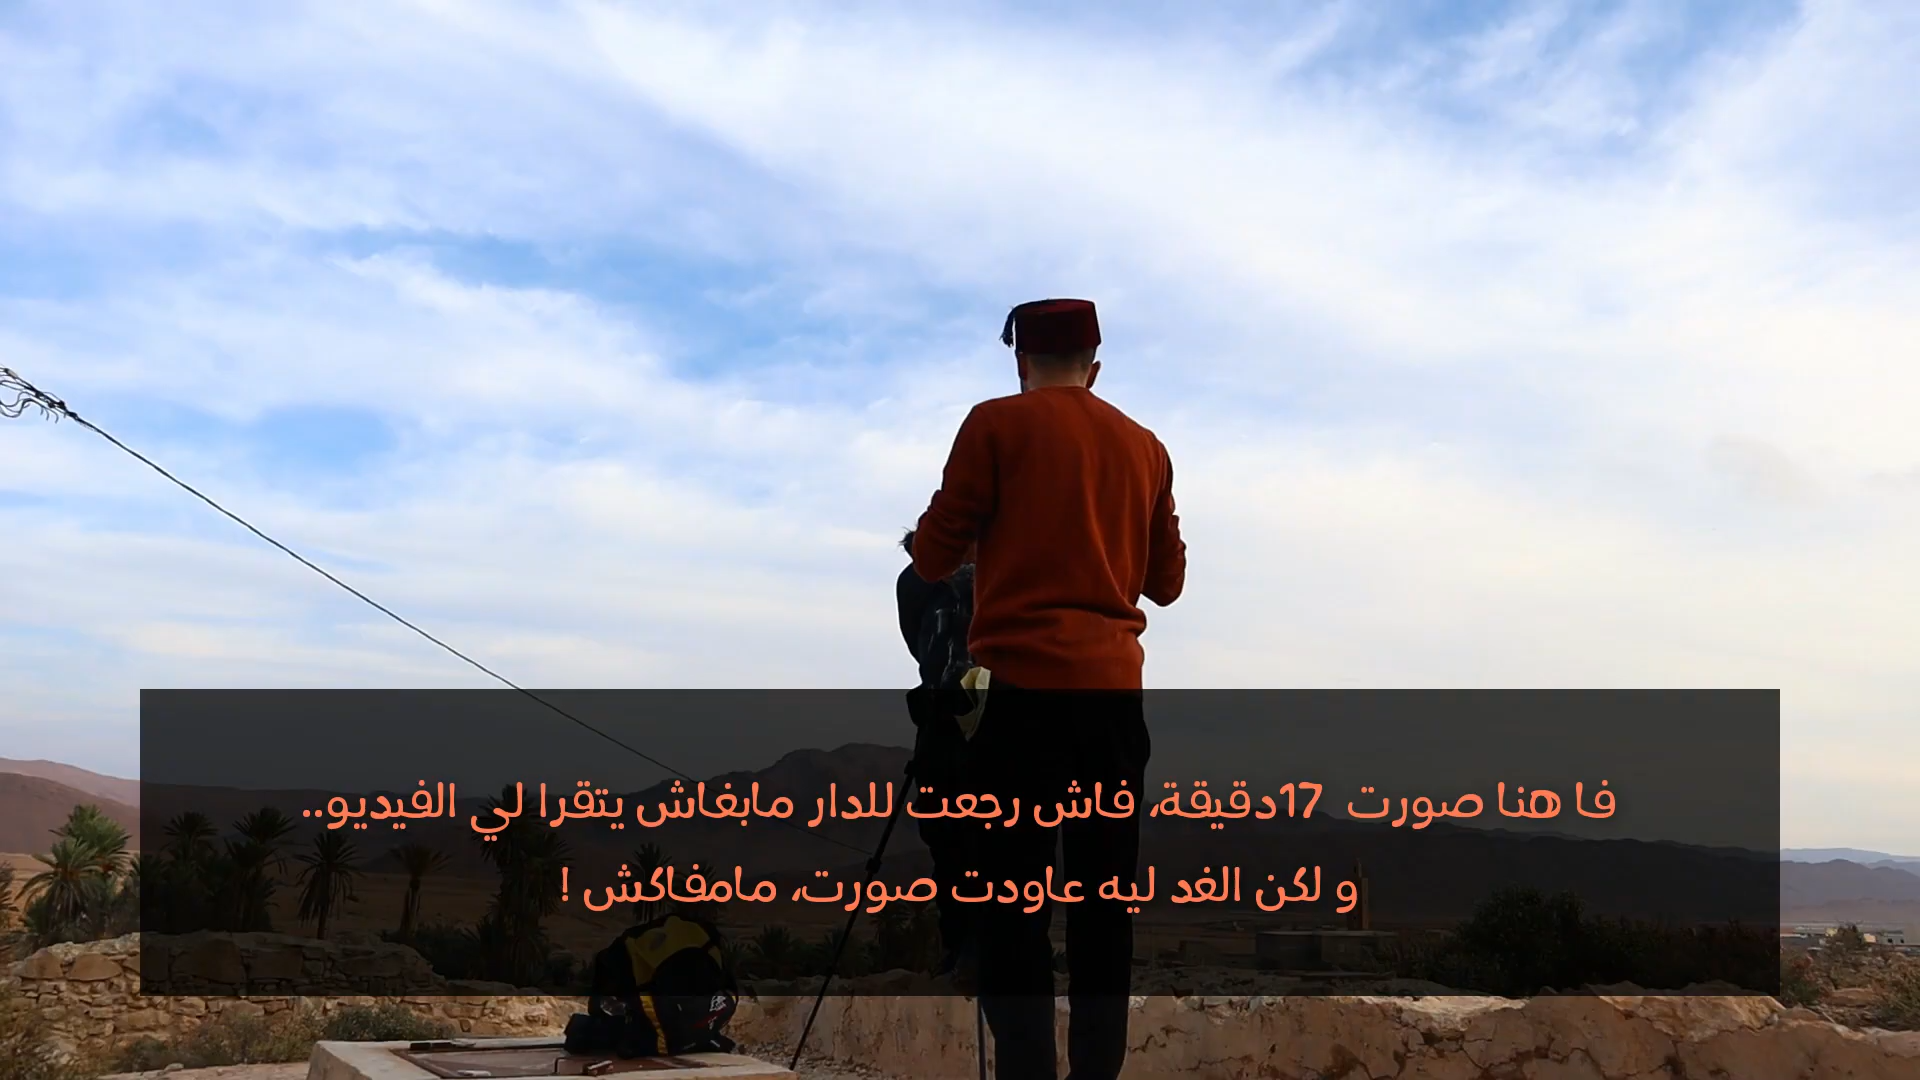 فا هنا صورت 17دقيقة، فاش رجعت للدار مابغاش يتقرا لي الفيديو..
و لكن الغد ليه عاودت صورت، مامفاكش !